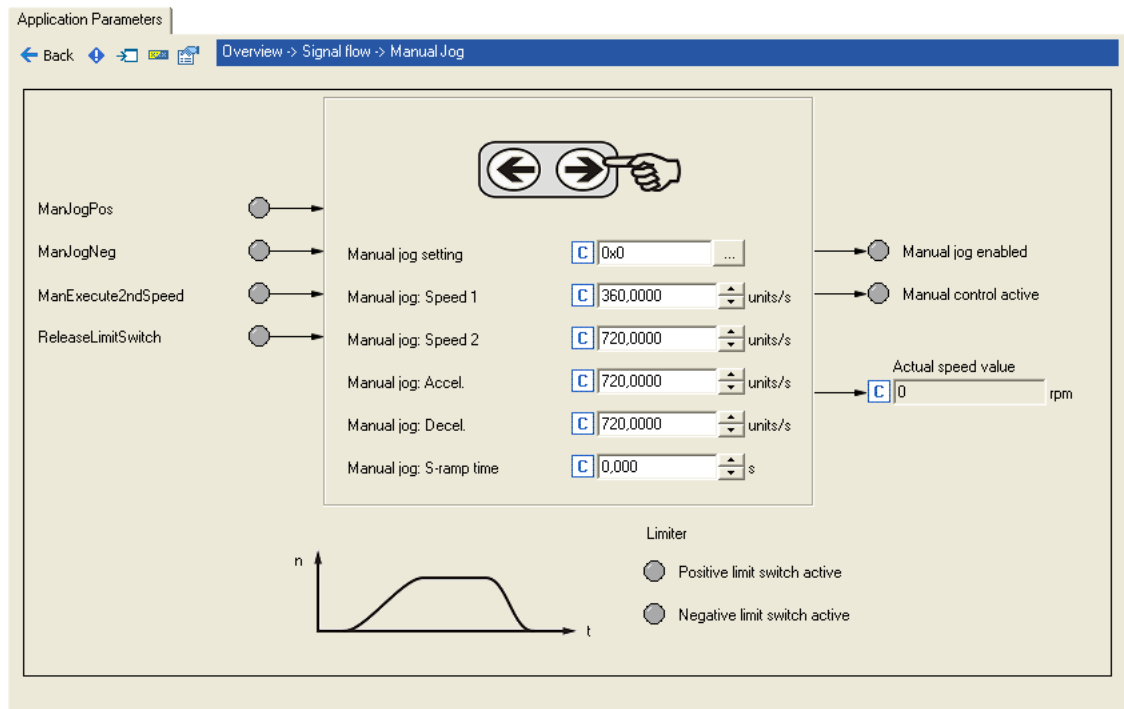 Application Parameters
Back
Overview -> Signal flow -> Manual Jog
ManJogPos
ManJogNeg
ManExecute2ndSpeed
ReleaseLimitSwitch
Manual jog setting C 0x0 ...
Manual jog: Speed 1 C 360,0000 units/s
Manual jog: Speed 2 C 720,0000 units/s
Manual jog: Accel. C 720,0000 units/s
Manual jog: Decel. C 720,0000 units/s
Manual jog: S-ramp time C 0,000 s
Manual jog enabled
Manual control active
Actual speed value
C 0 rpm
n
t
Limiter
Positive limit switch active
Negative limit switch active